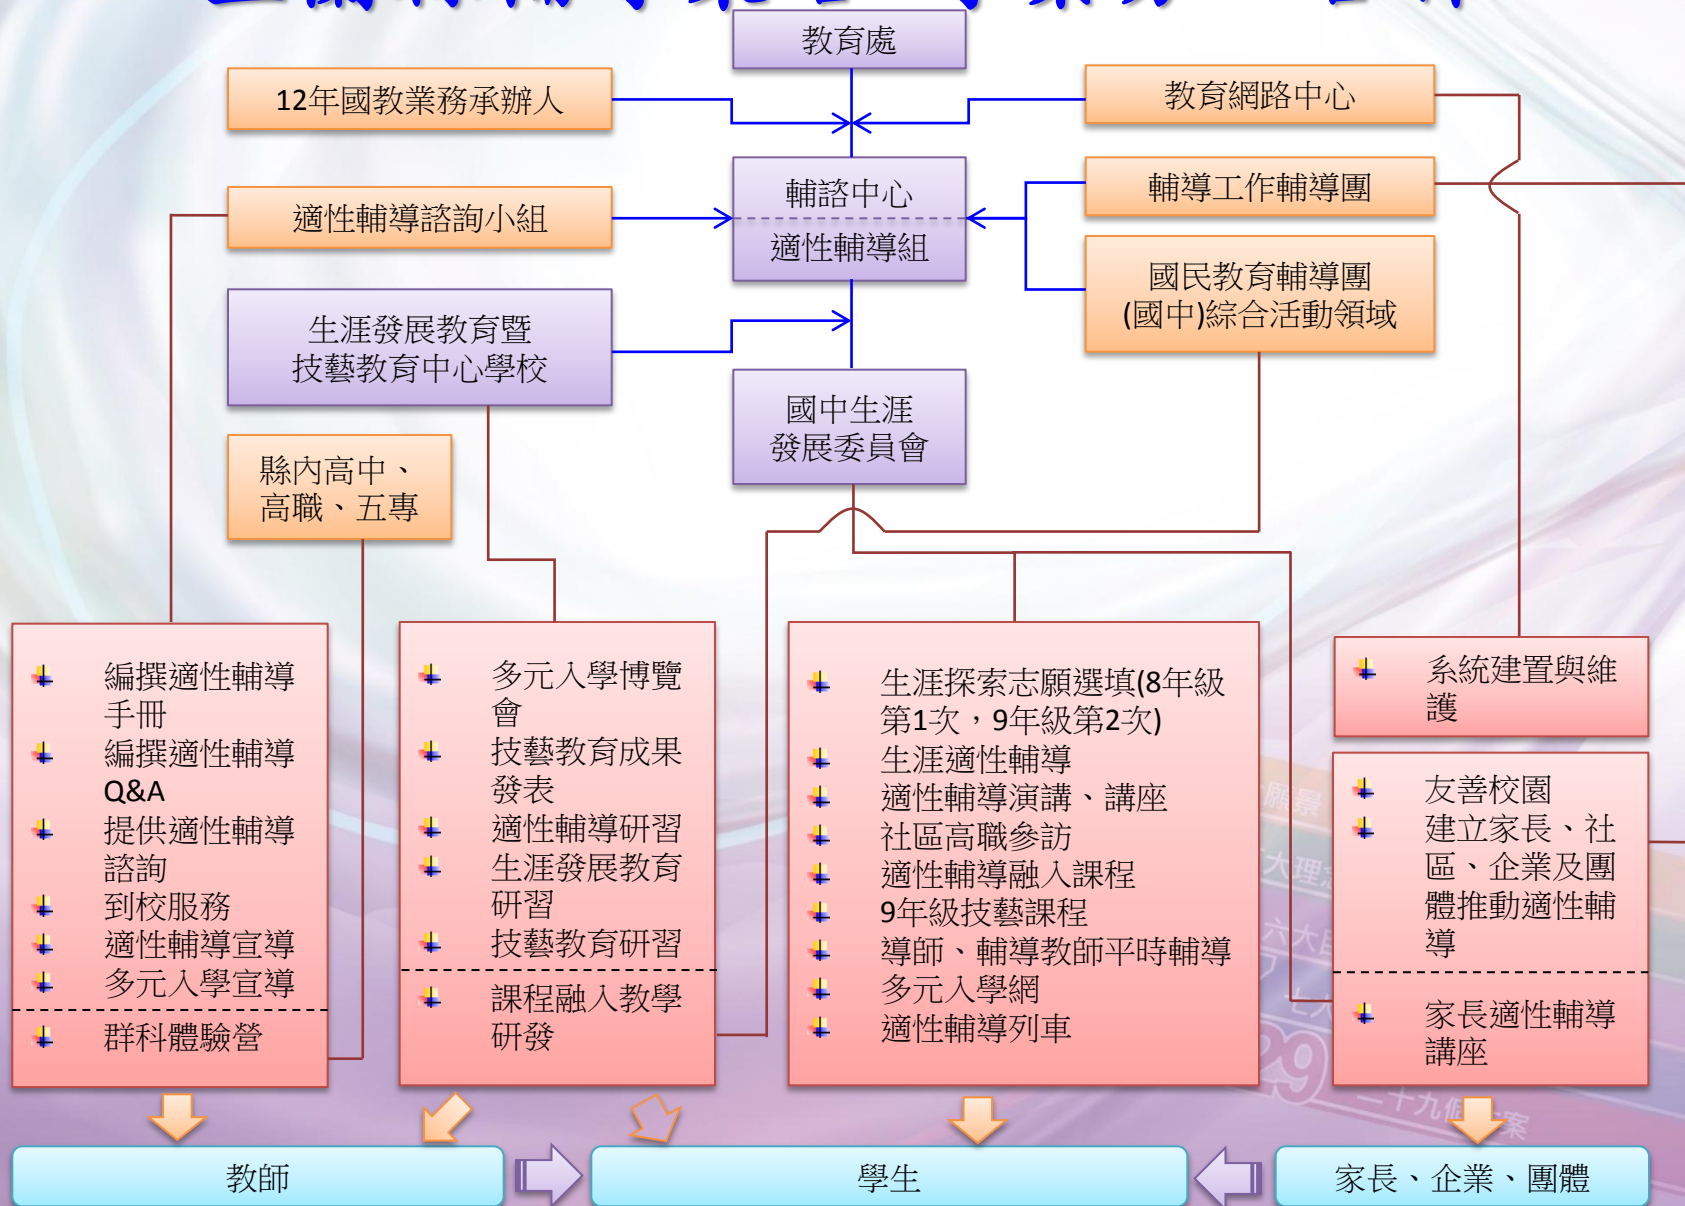 教育處
12年國教業務承辦人
教育網路中心
輔諮中心
適性輔導組
輔導工作輔導團
適性輔導諮詢小組
國民教育輔導團
(國中)綜合活動領域
生涯發展教育暨
技藝教育中心學校
國中生涯
發展委員會
縣內高中、
高職、五專
編撰適性輔導
手冊
編撰適性輔導
Q&A
提供適性輔導
諮詢
到校服務
適性輔導宣導
多元入學宣導
群科體驗營
多元入學博覽
會
技藝教育成果
發表
適性輔導研習
生涯發展教育
研習
技藝教育研習
課程融入教學
研發
生涯探索志願選填(8年級
第1次，9年級第2次)
生涯適性輔導
適性輔導演講、講座
社區高職參訪
適性輔導融入課程
9年級技藝課程
導師、輔導教師平時輔導
多元入學網
適性輔導列車
系統建置與維
護
友善校園
建立家長、社
區、企業及團
體推動適性輔
導
家長適性輔導
講座
29
教師
學生
家長、企業、團體